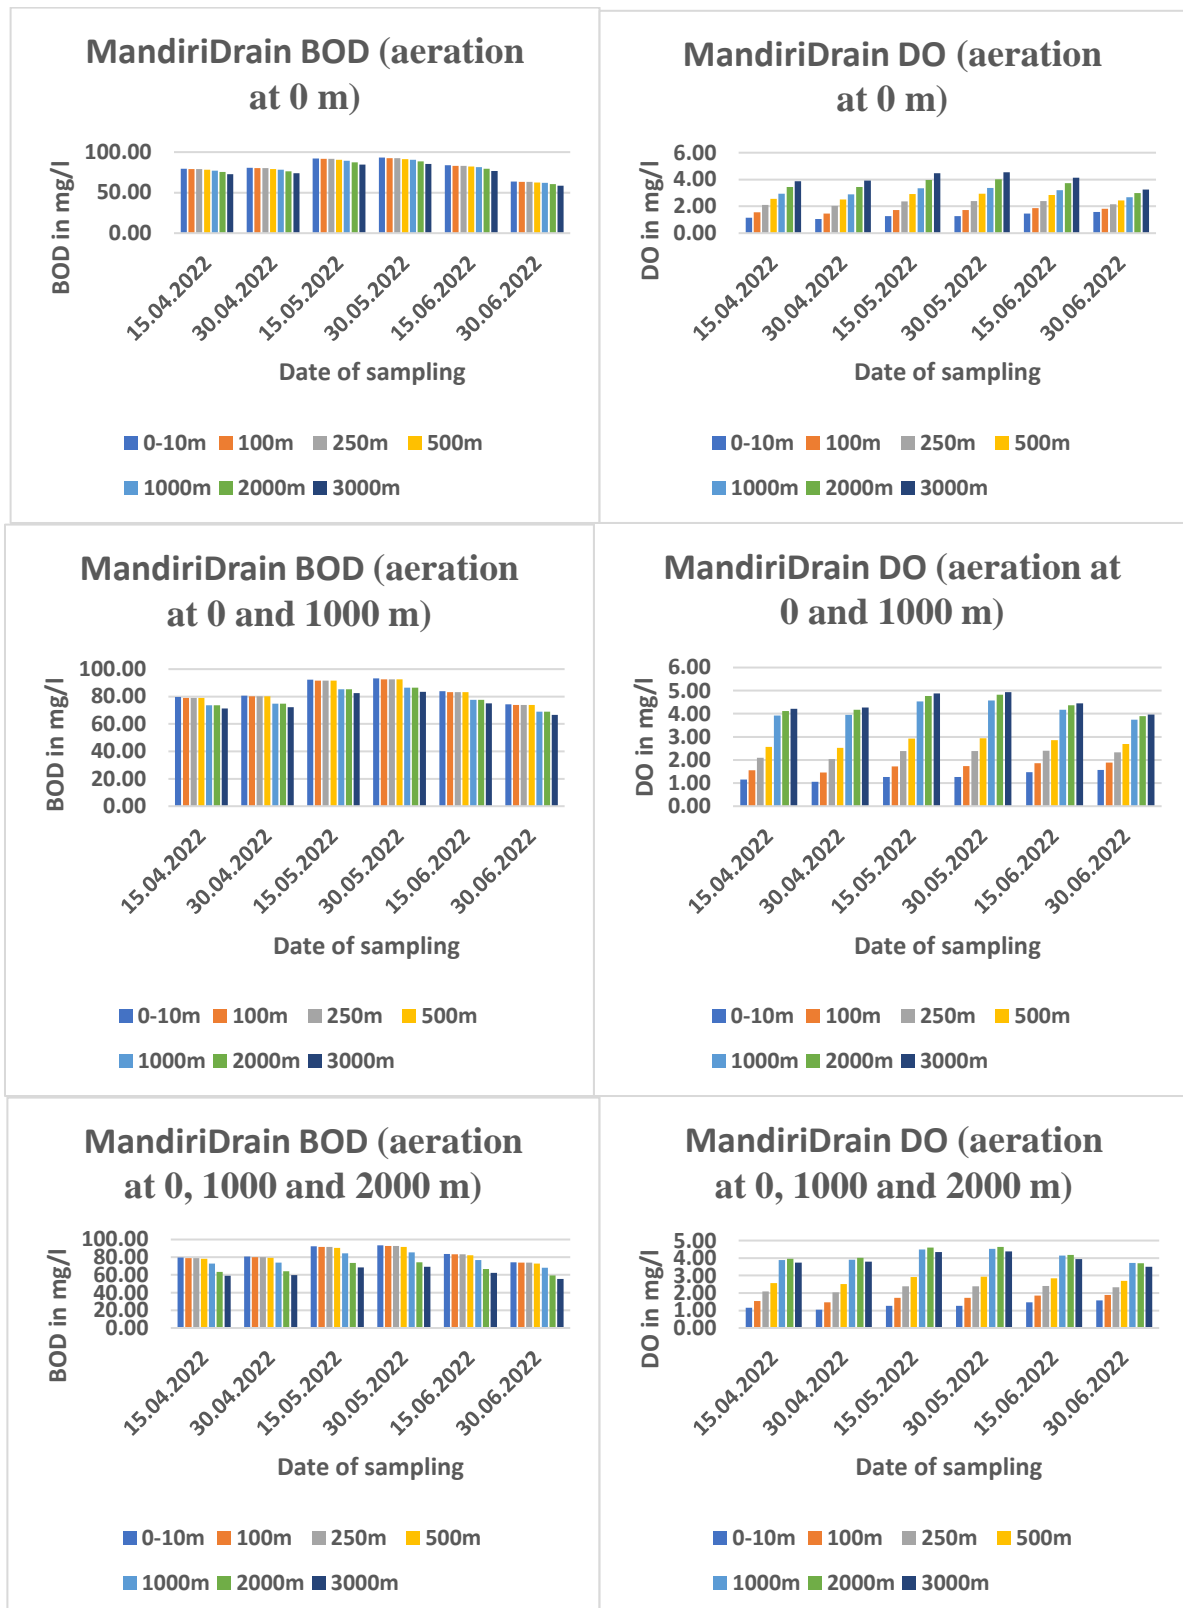 MandiriDrain BOD (aeration
at 0 m)
BOD in mg/l
100.00
50.00
0.00
15.04.2022
30.04.2022
15.05.2022
30.05.2022
15.06.2022
30.06.2022
Date of sampling
0-10m 100m 250m 500m
1000m 2000m 3000m
MandiriDrain DO (aeration
at 0 m)
DO in mg/l
6.00
4.00
2.00
0.00
15.04.2022
30.04.2022
15.05.2022
30.05.2022
15.06.2022
30.06.2022
Date of sampling
0-10m 100m 250m 500m
1000m 2000m 3000m
MandiriDrain BOD (aeration
at 0 and 1000 m)
BOD in mg/l
100.00
80.00
60.00
40.00
20.00
0.00
15.04.2022
30.04.2022
15.05.2022
30.05.2022
15.06.2022
30.06.2022
Date of sampling
0-10m 100m 250m 500m
1000m 2000m 3000m
MandiriDrain DO (aeration at
0 and 1000 m)
DO in mg/l
6.00
5.00
4.00
3.00
2.00
1.00
0.00
15.04.2022
30.04.2022
15.05.2022
30.05.2022
15.06.2022
30.06.2022
Date of sampling
0-10m 100m 250m 500m
1000m 2000m 3000m
MandiriDrain BOD (aeration
at 0, 1000 and 2000 m)
BOD in mg/l
100.00
80.00
60.00
40.00
20.00
0.00
15.04.2022
30.04.2022
15.05.2022
30.05.2022
15.06.2022
30.06.2022
Date of sampling
0-10m 100m 250m 500m
1000m 2000m 3000m
MandiriDrain DO (aeration
at 0, 1000 and 2000 m)
DO in mg/l
5.00
4.00
3.00
2.00
1.00
0.00
15.04.2022
30.04.2022
15.05.2022
30.05.2022
15.06.2022
30.06.2022
Date of sampling
0-10m 100m 250m 500m
1000m 2000m 3000m